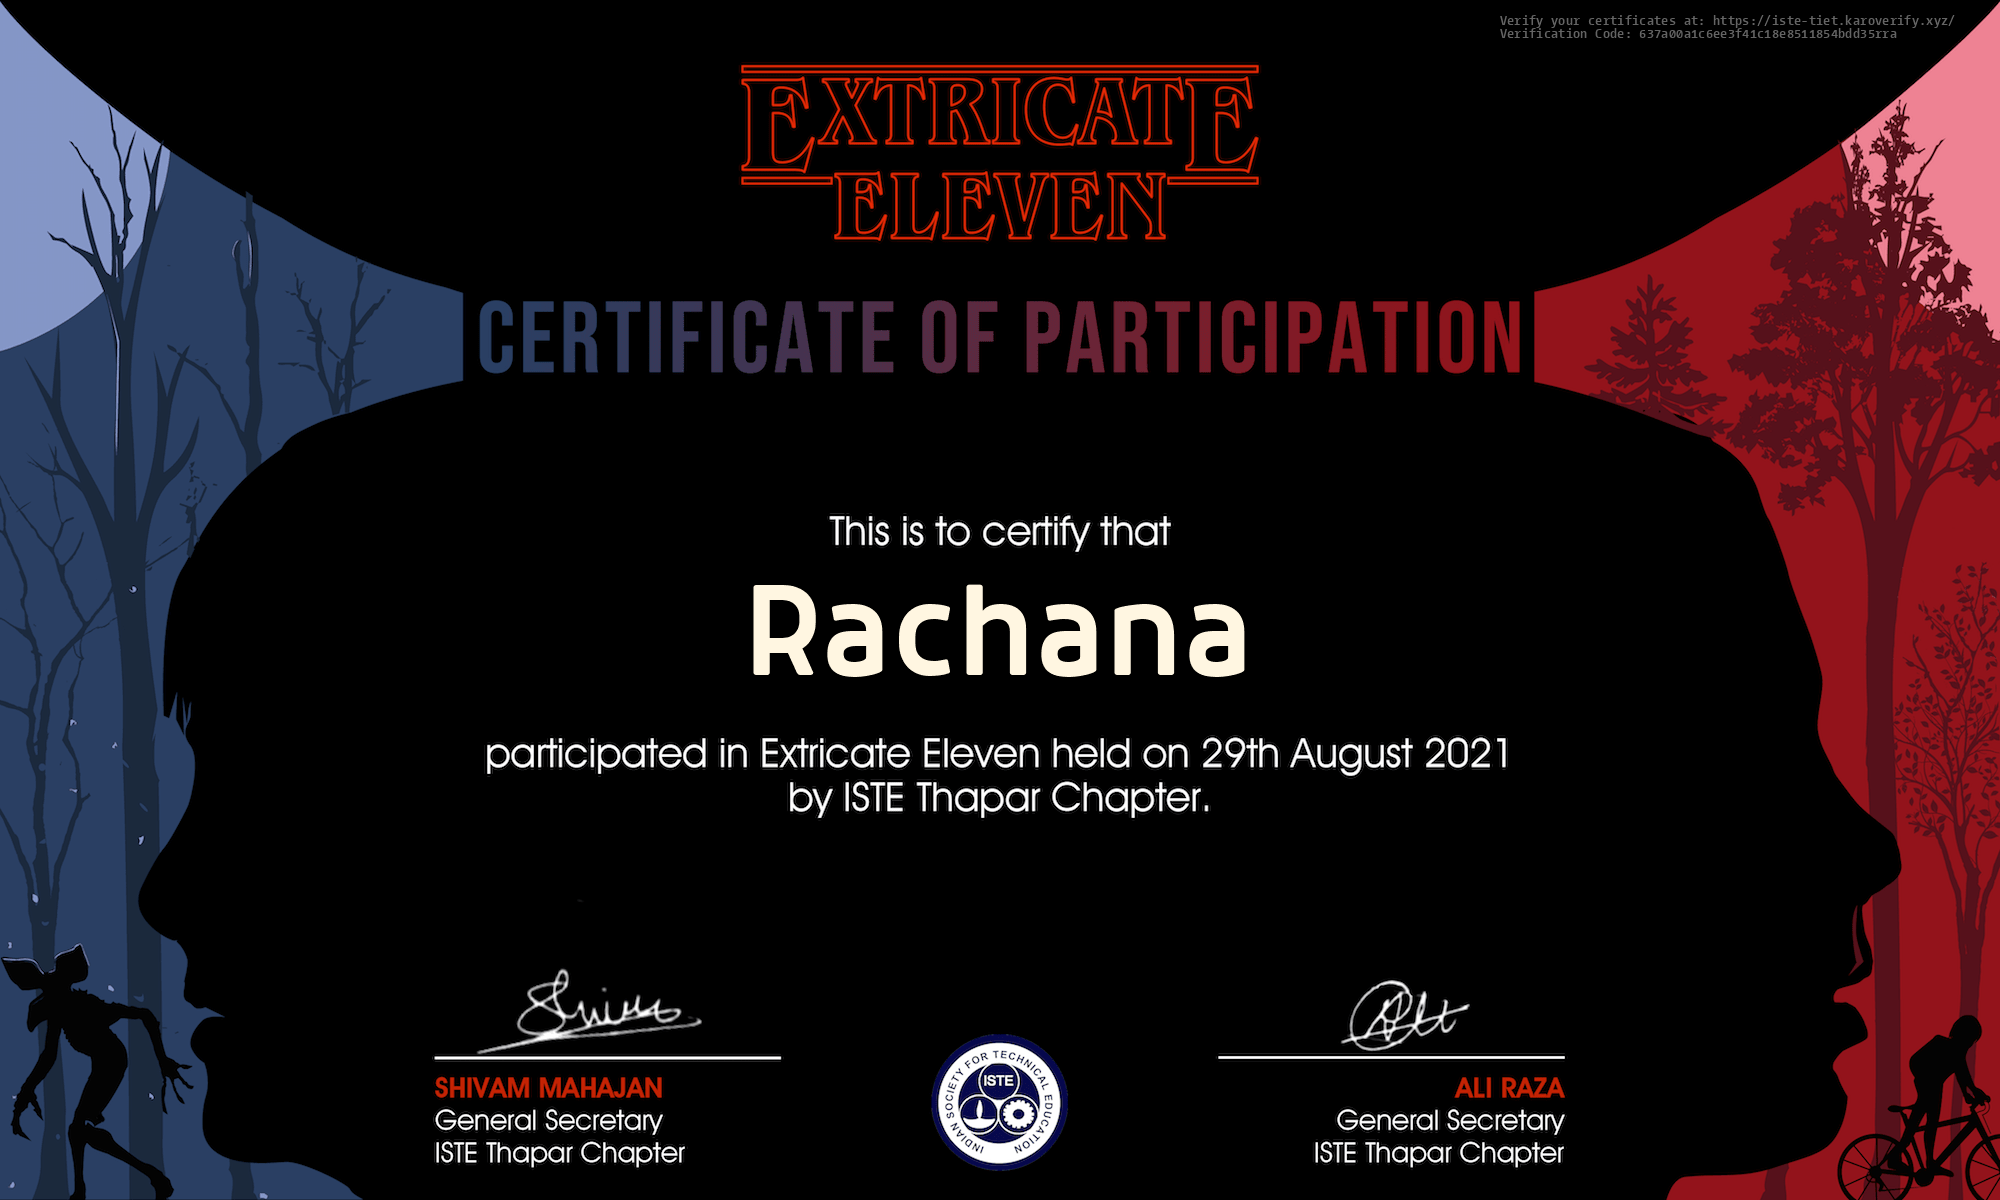 Verify your certificates at: https://iste-tiet.karoverify.xyz/
Verification Code: 637a00a1c6ee3f41c18e8511854bdd35rra
EXTRICATE
ELEVEN
CERTIFICATE OF PARTICIPATION
This is to certify that
Rachana
participated in Extricate Eleven held on 29th August 2021
by ISTE Thapar Chapter.
SHIVAM MAHAJAN
General Secretary
ISTE Thapar Chapter
INDIAN SOCIETY FOR TECHNICAL EDUCATION
ISTE
ALI RAZA
General Secretary
ISTE Thapar Chapter